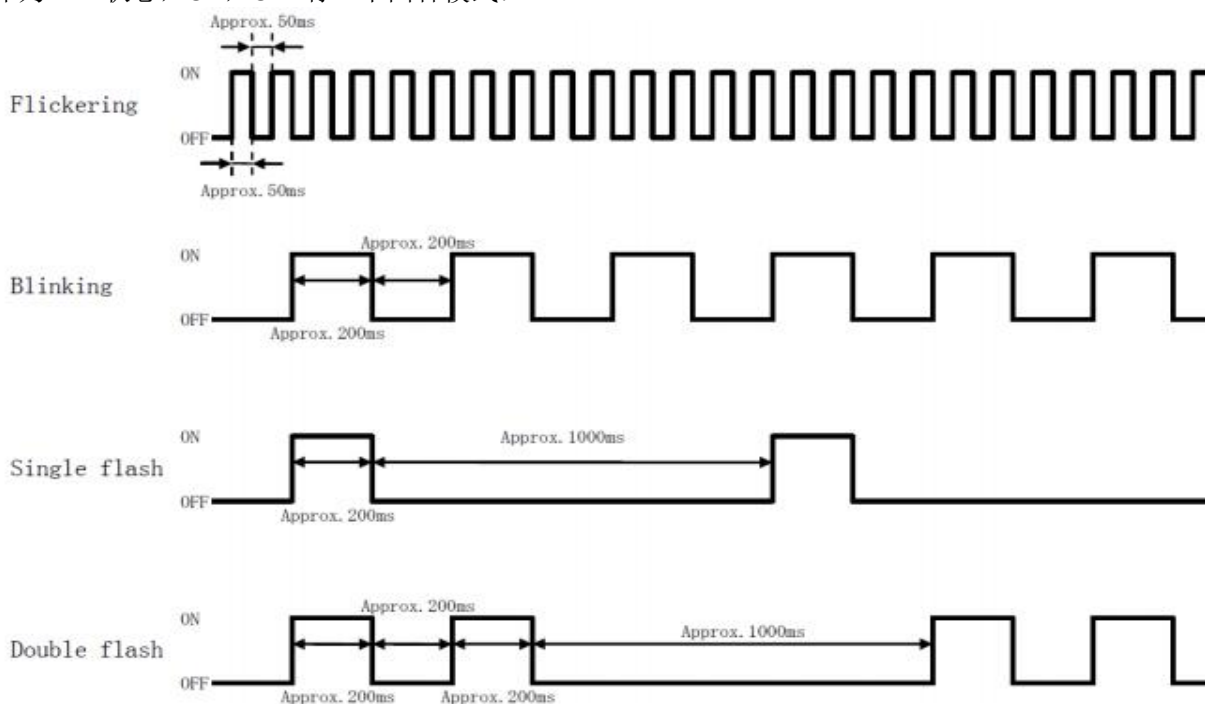 Approx. 50ms
ON
Flickering
OFF
Approx. 50ms
Approx. 200ms
ON
Blinking
OFF
Approx. 200ms
ON
Approx. 1000ms
Single flash
OFF
Approx. 200ms
Approx. 200ms
ON
Approx. 1000ms
Double flash
OFF
Approx. 200ms
Approx. 200ms